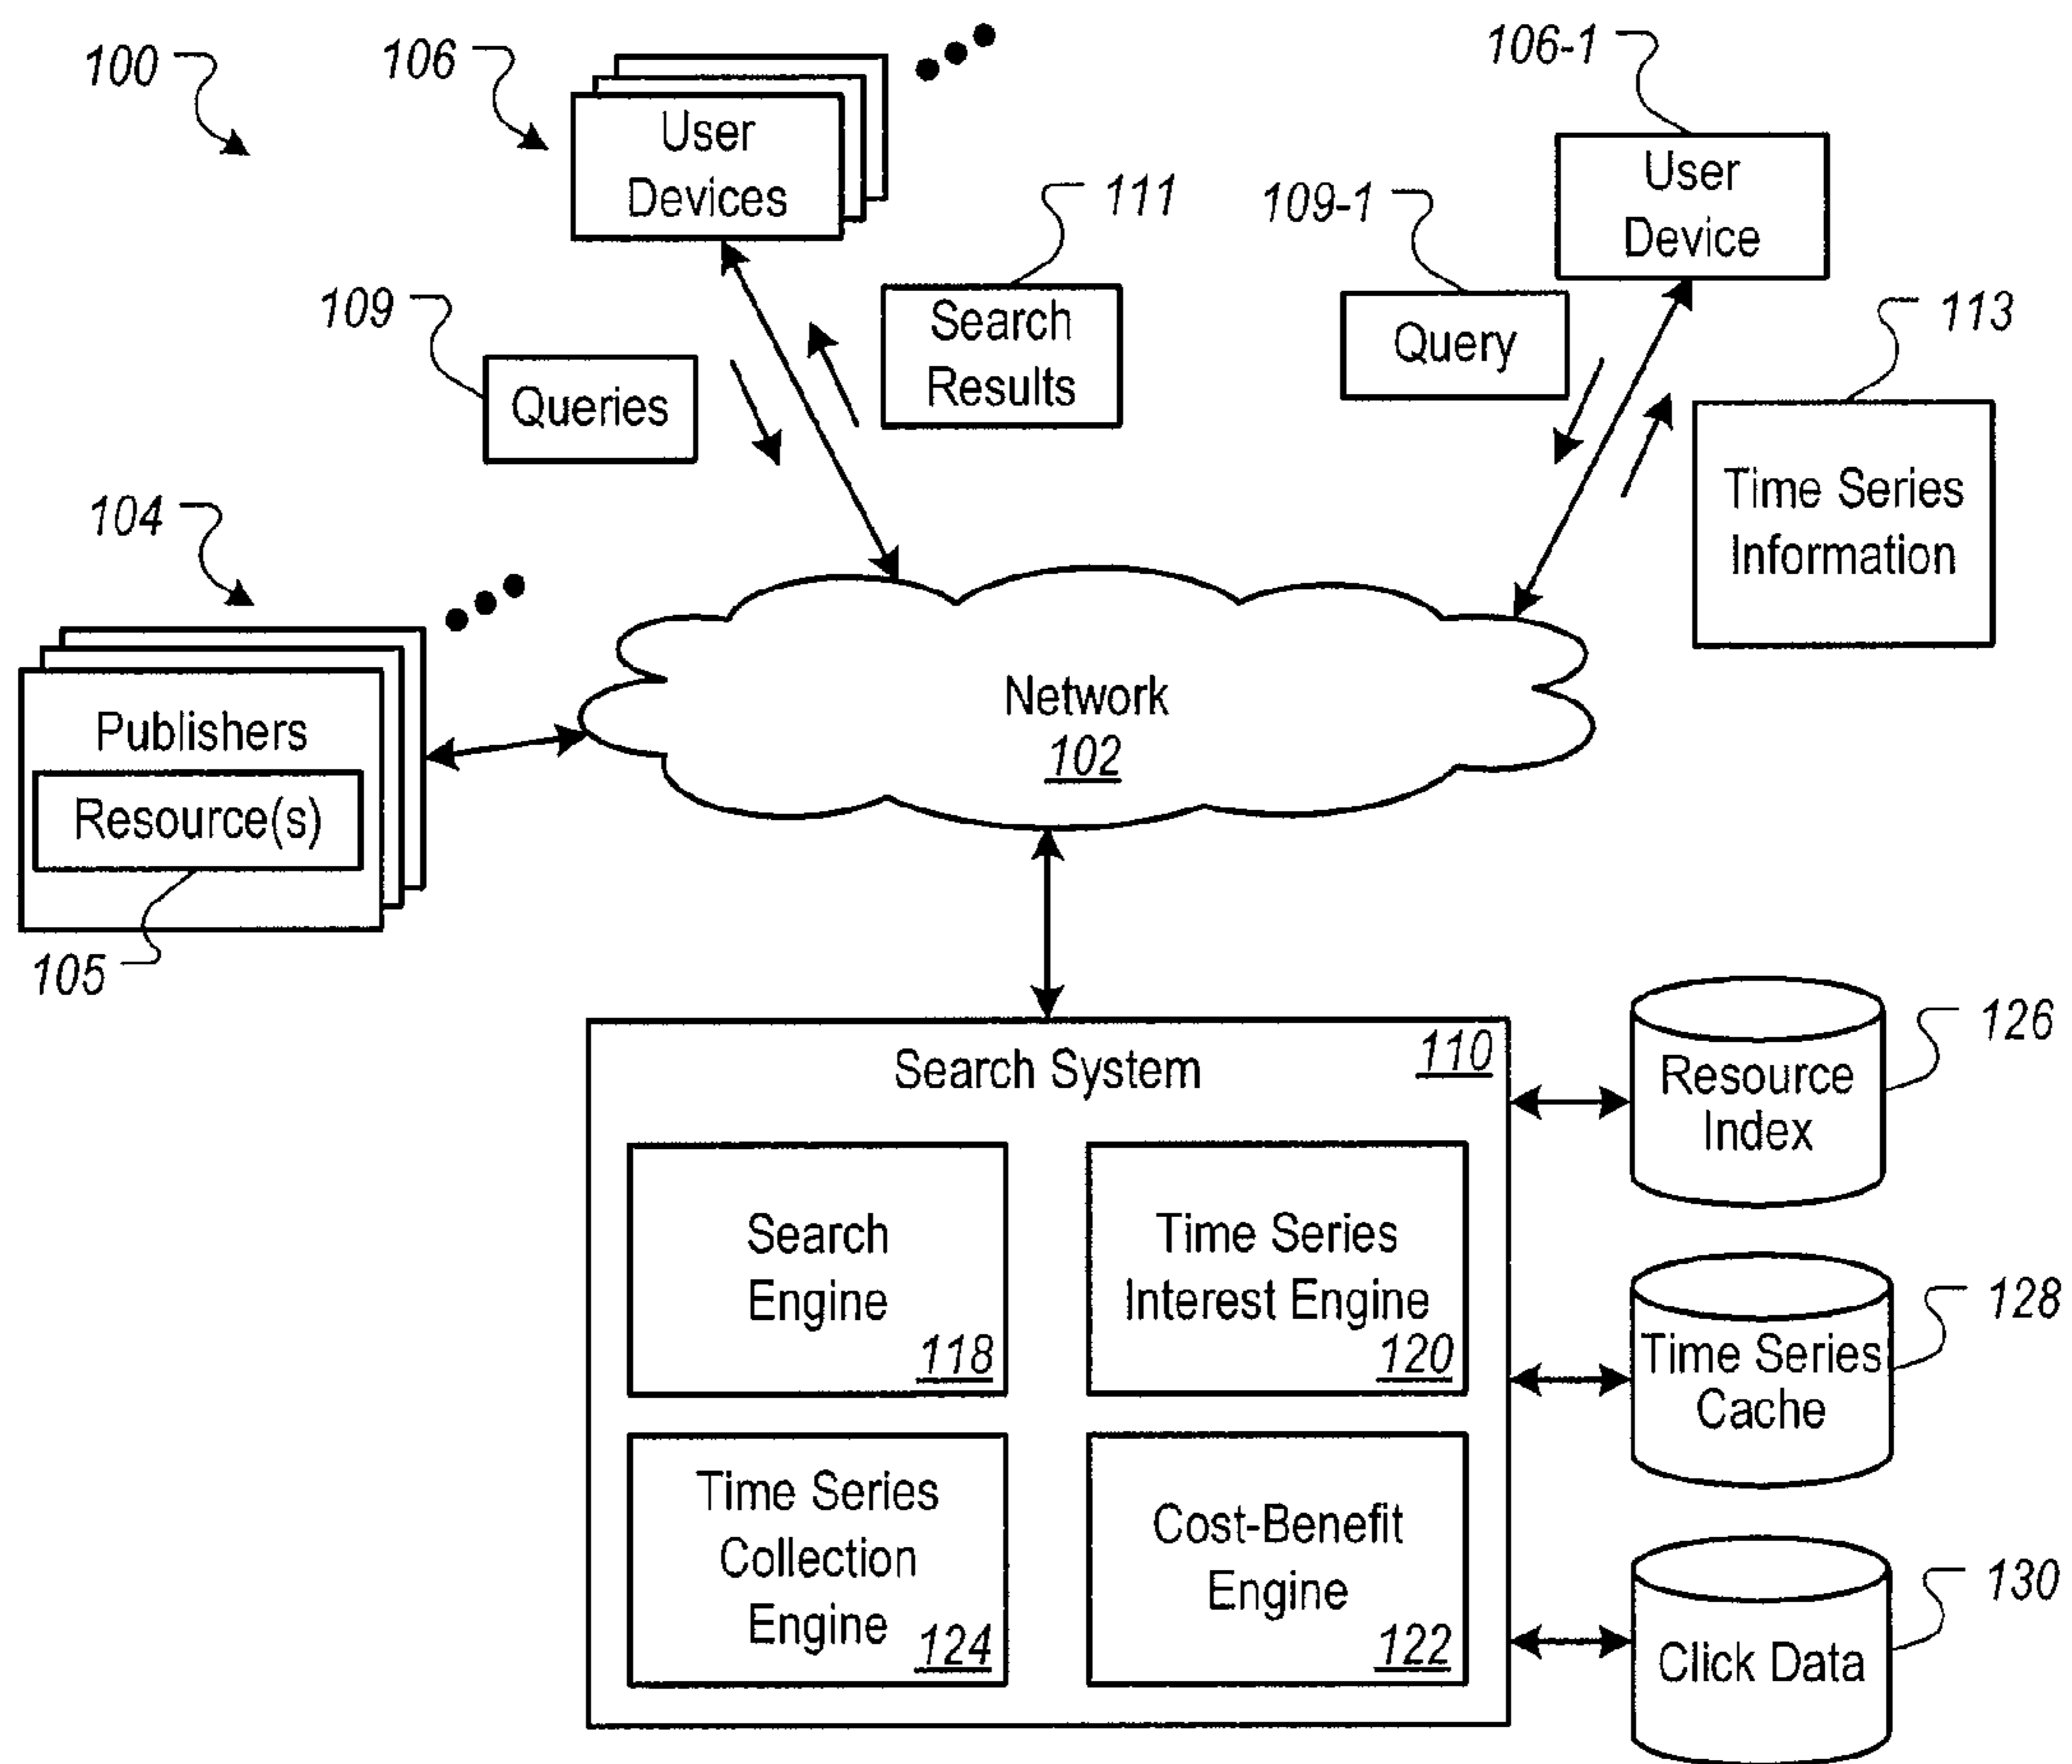 100
106
User
Devices
106-1
User
Device
111
Search
Results
109-1
Query
109
Queries
113
Time Series
Information
104
Publishers
Resource(s)
105
Network
102
Search System
110
Search
Engine
118
Time Series
Interest Engine
120
Time Series
Collection
Engine
124
Cost-Benefit
Engine
122
Resource
Index
126
Time Series
Cache
128
Click Data
130